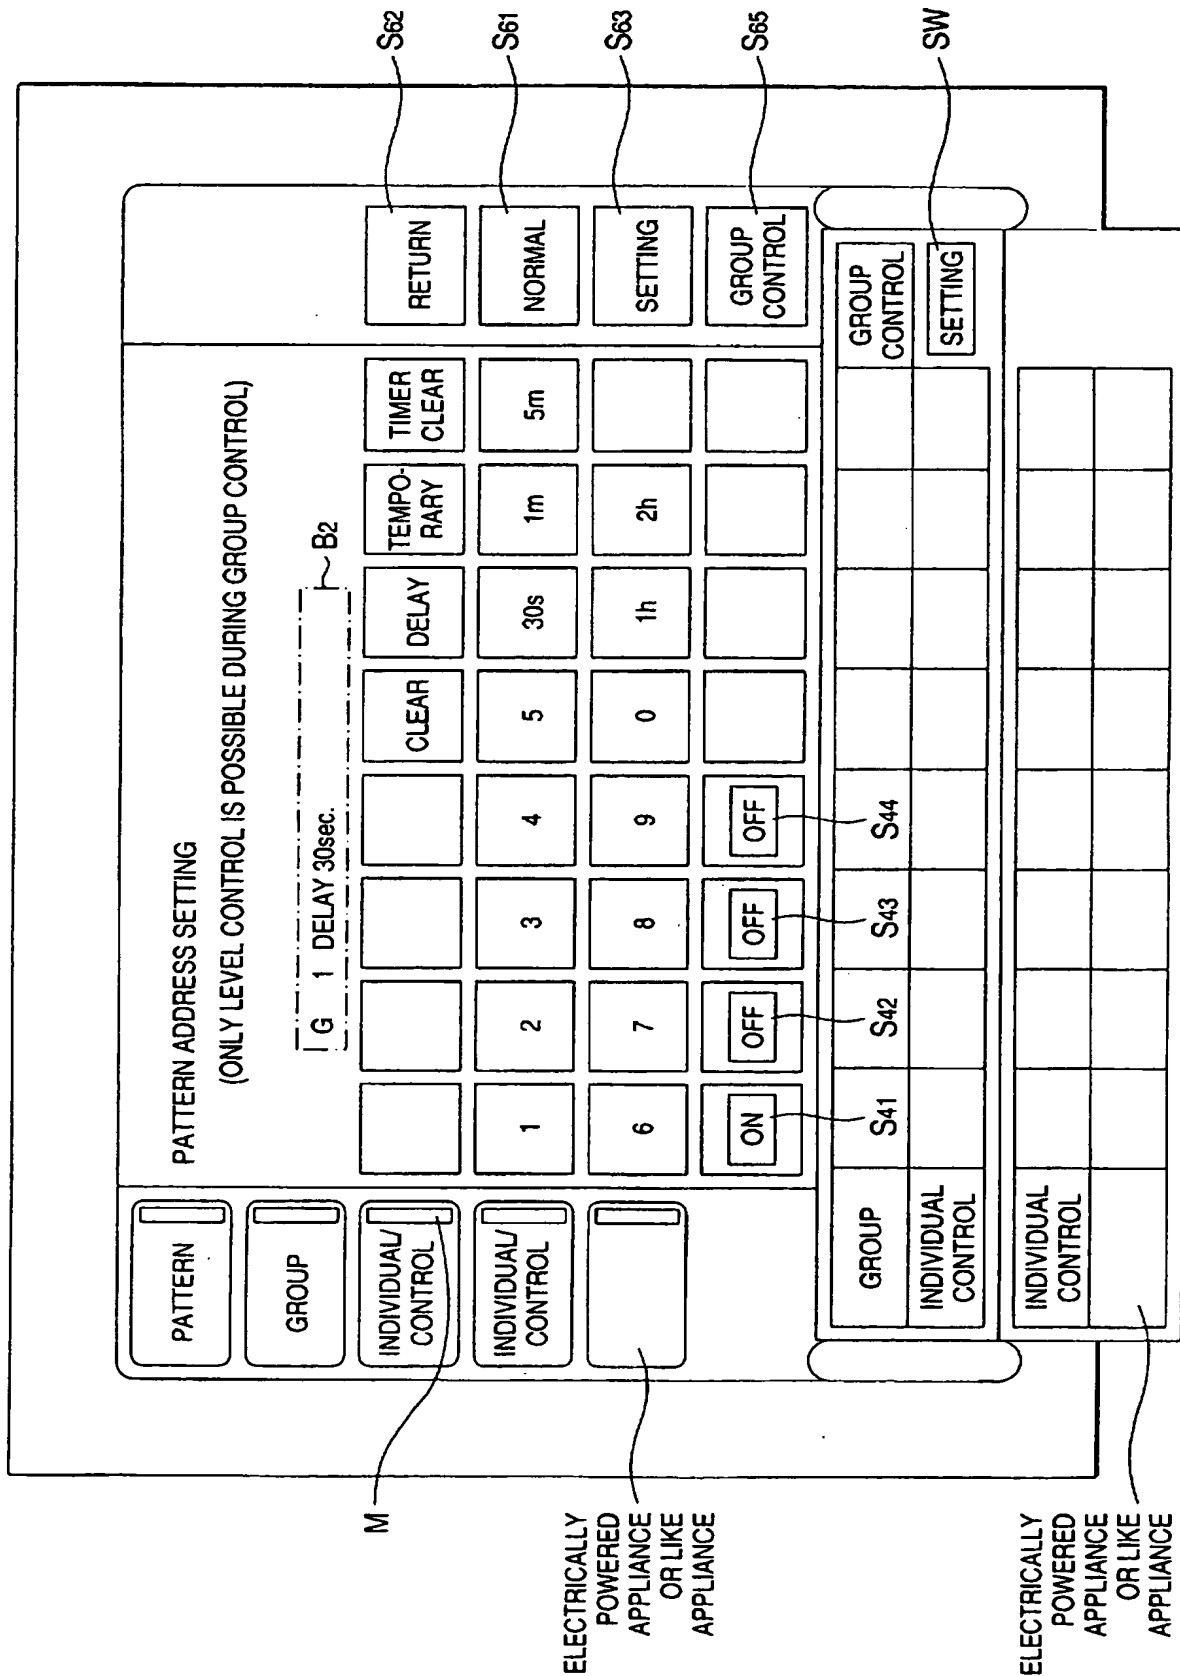 PATTERN
GROUP
INDIVIDUAL/
CONTROL
INDIVIDUAL/
CONTROL
M
ELECTRICALLY
POWERED
APPLIANCE
OR LIKE
APPLIANCE
PATTERN ADDRESS SETTING
(ONLY LEVEL CONTROL IS POSSIBLE DURING GROUP CONTROL)
G 1 DELAY 30sec.
B2
CLEAR DELAY TEMPO-
RARY TIMER
CLEAR RETURN S62
1 2 3 4 5 30s 1m 5m NORMAL S61
6 7 8 9 0 1h 2h SETTING S63
ON OFF OFF OFF GROUP
CONTROL S65
GROUP S41 S42 S43 S44 GROUP
CONTROL
INDIVIDUAL
CONTROL SETTING SW
INDIVIDUAL
CONTROL
ELECTRICALLY
POWERED
APPLIANCE
OR LIKE
APPLIANCE